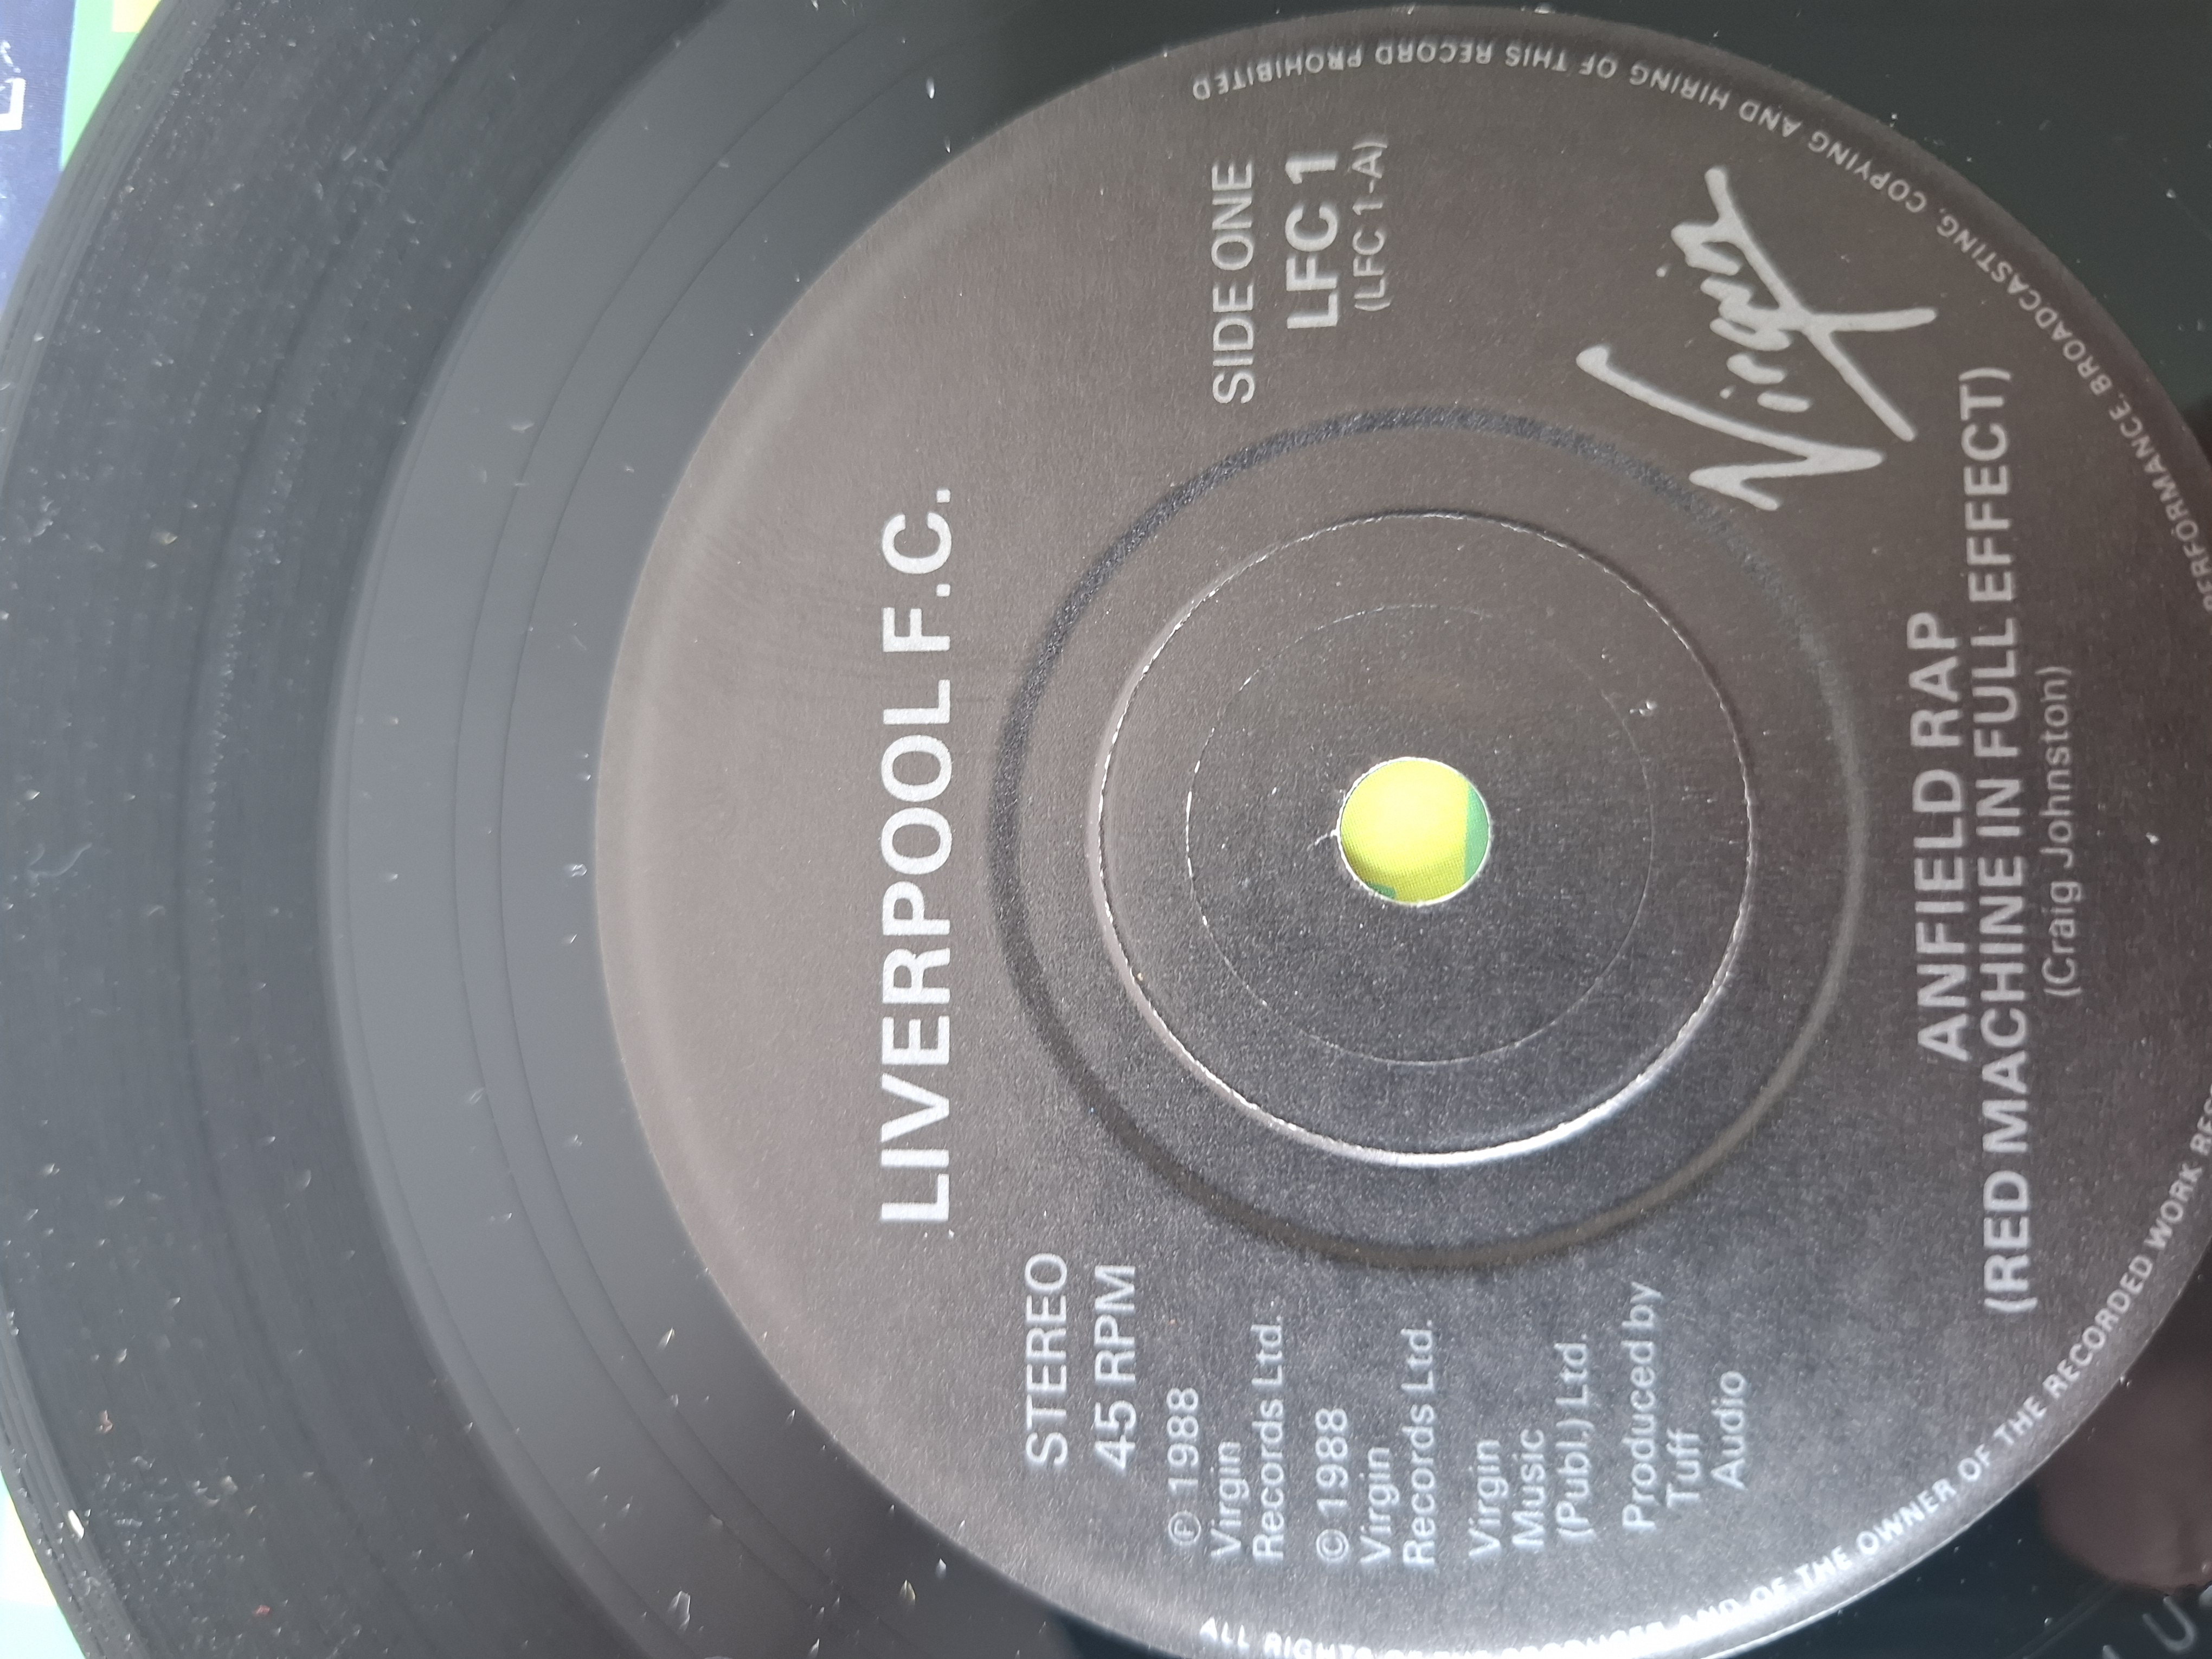 LIVERPOOL F.C.
STEREO
45 RPM
Ⓟ 1988
Virgin
Records Ltd.
© 1988
Virgin
Records Ltd.
Virgin
Music
(Publ.) Ltd.
Produced by
Tuff
Audio
SIDE ONE
LFC 1
(LFC 1-A)
Virgin
ANFIELD RAP
(RED MACHINE IN FULL EFFECT)
(Craig Johnston)
ALL RIGHTS OF THE PRODUCER AND OF THE OWNER OF THE RECORDED WORK
PERFORMANCE, BROADCASTING, COPYING AND HIRING OF THIS RECORD PROHIBITED